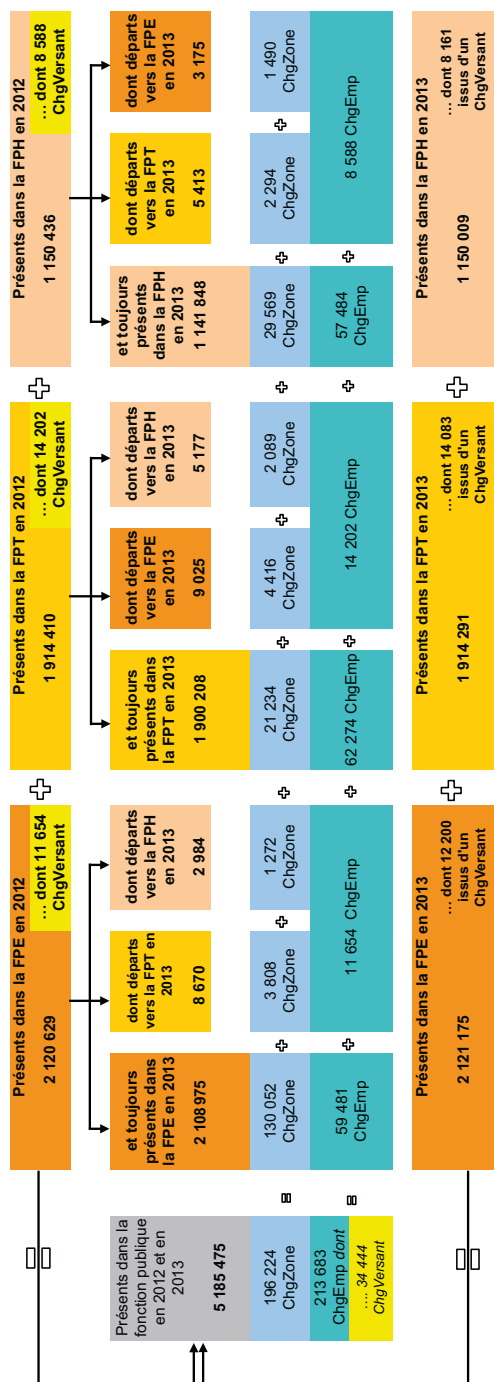 Présents dans la
fonction publique
en 2012 et en
2013
5 185 475
196 224
ChgZone
213 683
ChgEmp dont
.... 34 444
ChgVersant
Présents dans la FPE en 2012
2 120 629
... dont 11 654
ChgVersant
et toujours
présents dans
la FPE en 2013
2 108 975
dont départs
vers la FPT en
2013
8 670
dont départs
vers la FPH
en 2013
2 984
130 052
ChgZone
3 808
ChgZone
1 272
ChgZone
59 481
ChgEmp
11 654 ChgEmp
Présents dans la FPE en 2013
2 121 175
... dont 12 200
issus d'un
ChgVersant
Présents dans la FPT en 2012
1 914 410
... dont 14 202
ChgVersant
et toujours
présents dans
la FPT en 2013
1 900 208
dont départs
vers la FPE
en 2013
9 025
dont départs
vers la FPH
en 2013
5 177
21 234
ChgZone
4 416
ChgZone
2 089
ChgZone
62 274 ChgEmp
14 202 ChgEmp
Présents dans la FPT en 2013
1 914 291
... dont 14 083
issus d'un
ChgVersant
Présents dans la FPH en 2012
1 150 436
... dont 8 588
ChgVersant
et toujours
présents
dans la FPH
en 2013
1 141 848
dont départs
vers la FPT
en 2013
5 413
dont départs
vers la FPE
en 2013
3 175
29 569
ChgZone
2 294
ChgZone
1 490
ChgZone
57 484
ChgEmp
8 588 ChgEmp
Présents dans la FPH en 2013
1 150 009
... dont 8 161
issus d'un
ChgVersant